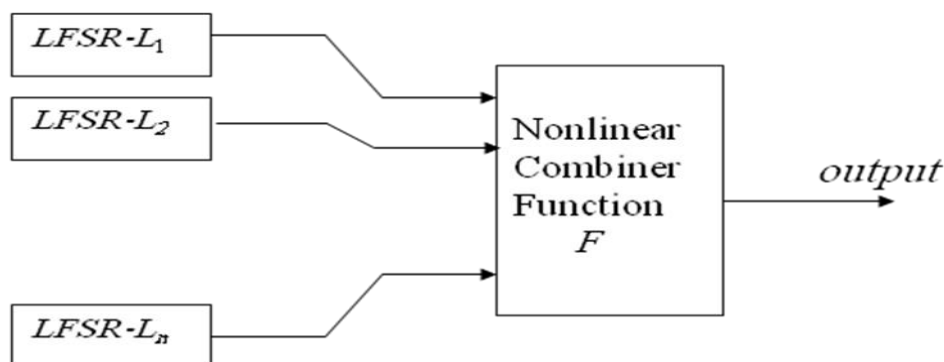 LFSR-L₁
LFSR-L₂
Nonlinear
Combiner
Function
F
output
LFSR-Lₙ